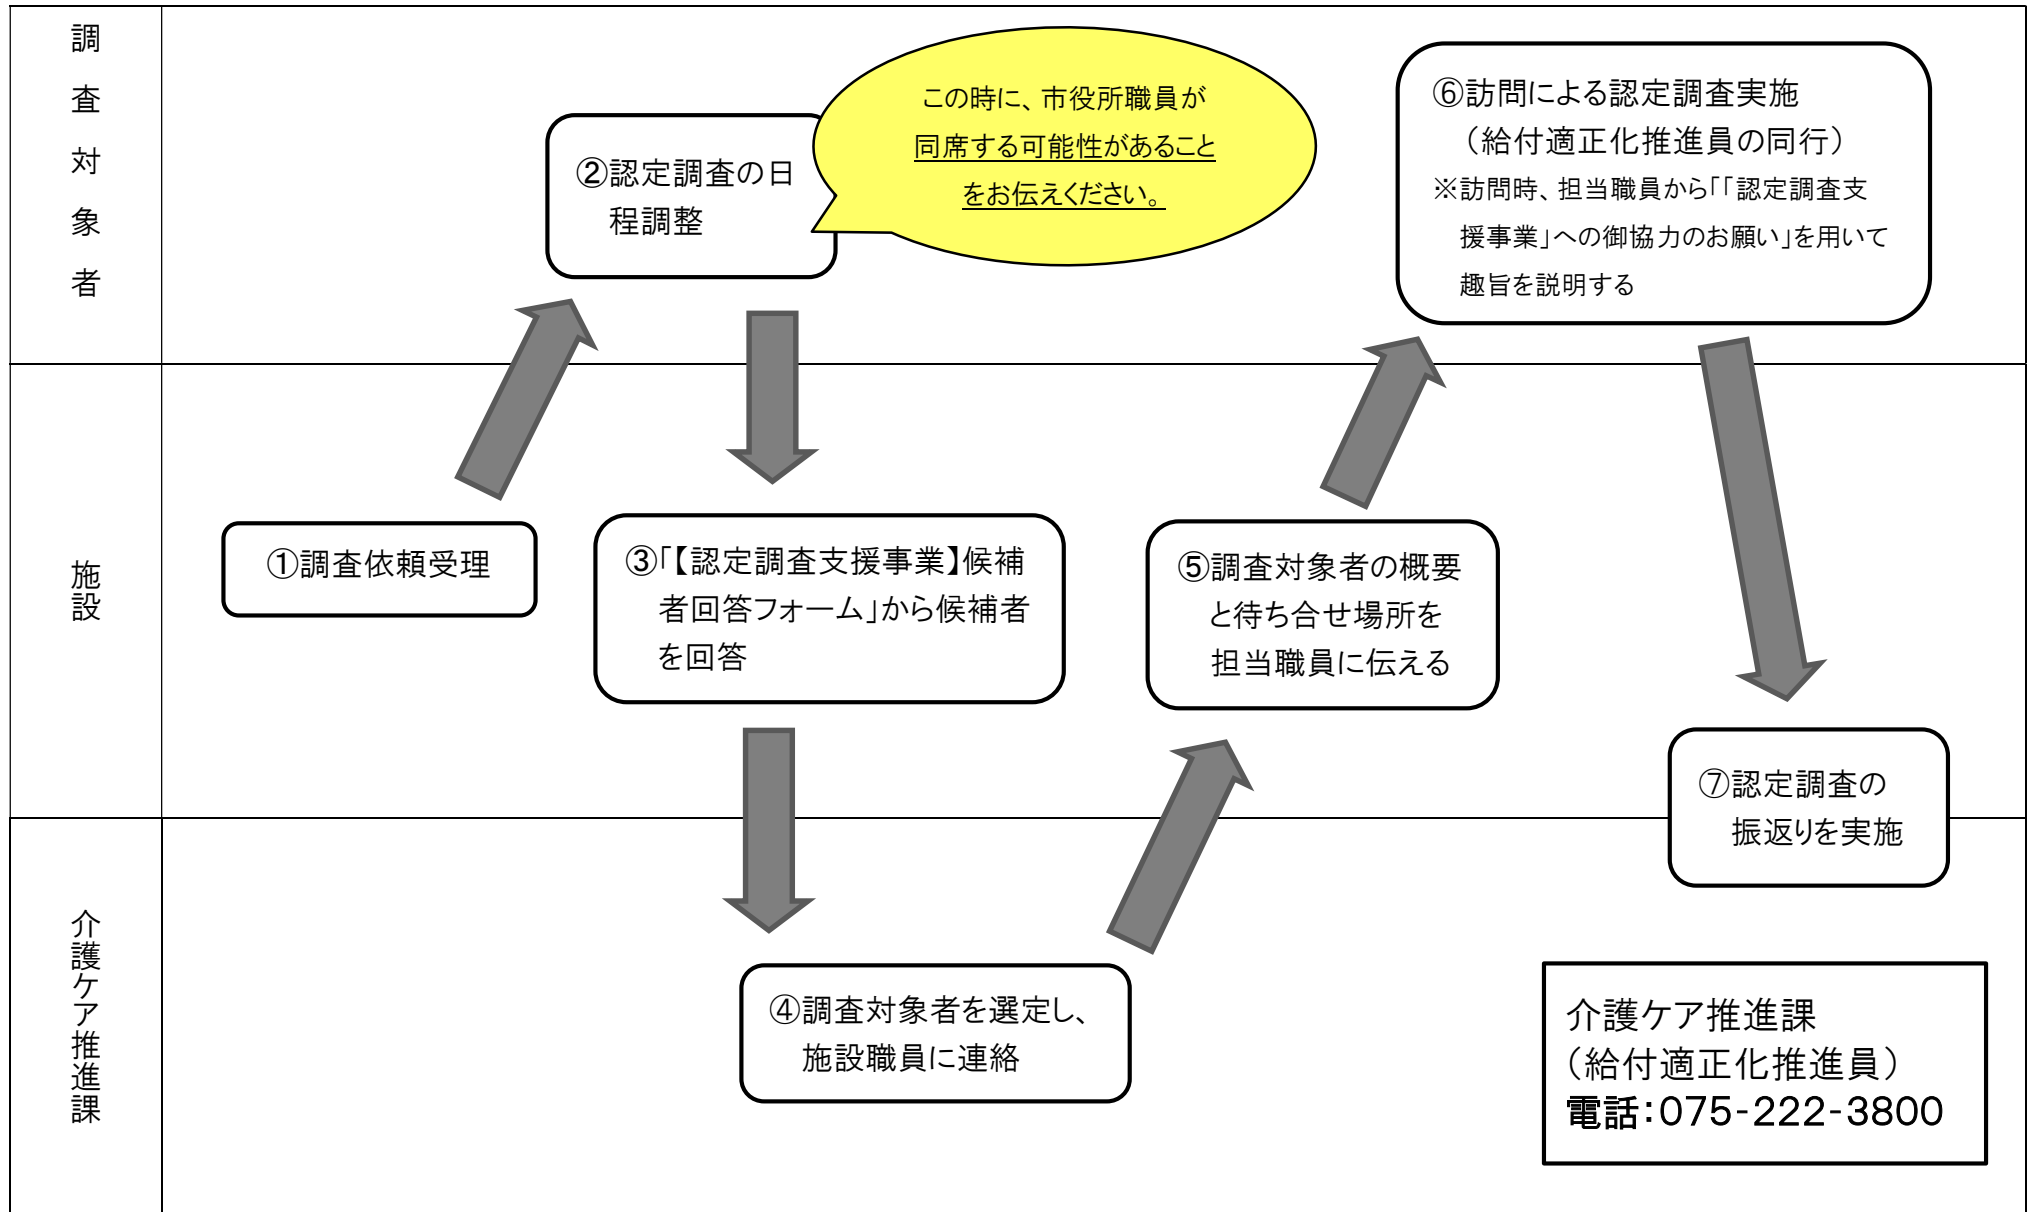 調査対象者
②認定調査の日
程調整
この時に、市役所職員が
同席する可能性があること
をお伝えください。
⑥訪問による認定調査実施
（給付適正化推進員の同行）
※訪問時、担当職員から「「認定調査支
援事業」への御協力のお願い」を用いて
趣旨を説明する
施設
①調査依頼受理
③「【認定調査支援事業】候補
者回答フォーム」から候補者
を回答
⑤調査対象者の概要
と待ち合せ場所を
担当職員に伝える
⑦認定調査の
振返りを実施
介護ケア推進課
④調査対象者を選定し、
施設職員に連絡
介護ケア推進課
（給付適正化推進員）
電話：075-222-3800